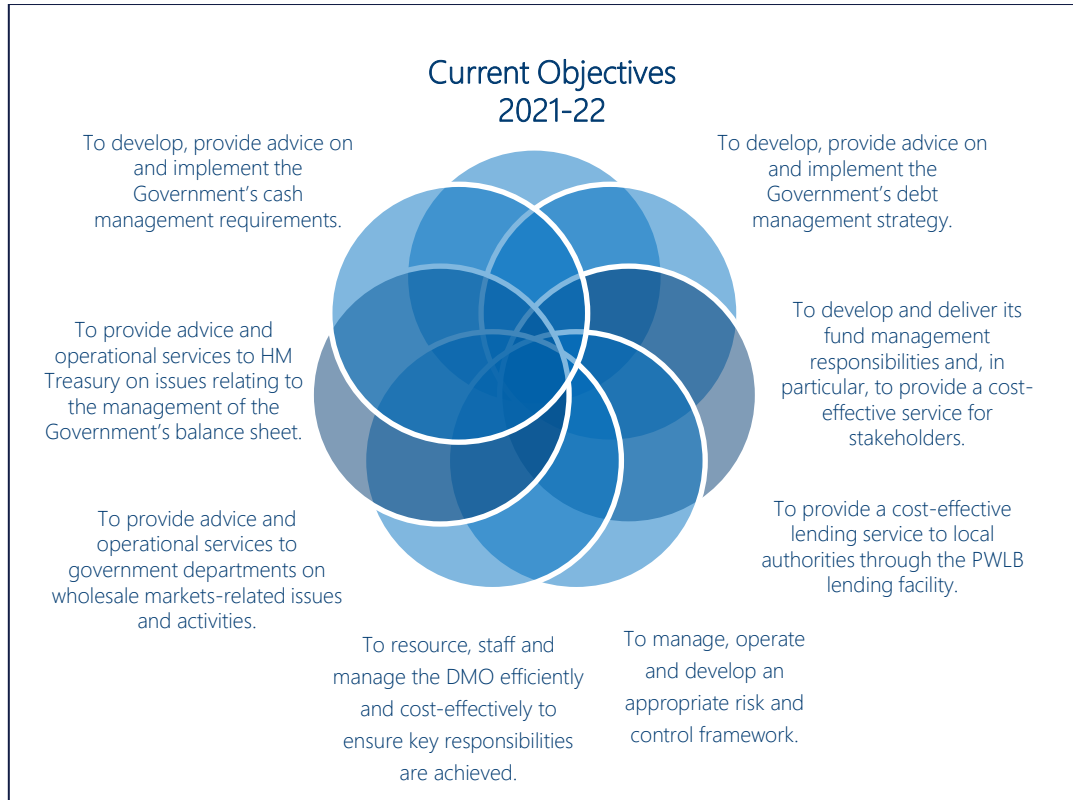 Current Objectives
2021-22
To develop, provide advice on
and implement the
Government's cash
management requirements.
To develop, provide advice on
and implement the
Government's debt
management strategy.
To provide advice and
operational services to HM
Treasury on issues relating to
the management of the
Government's balance sheet.
To develop and deliver its
fund management
responsibilities and, in
particular, to provide a cost-
effective service for
stakeholders.
To provide advice and
operational services to
government departments on
wholesale markets-related issues
and activities.
To provide a cost-effective
lending service to local
authorities through the PWLB
lending facility.
To resource, staff and
manage the DMO efficiently
and cost-effectively to
ensure key responsibilities
are achieved.
To manage, operate
and develop an
appropriate risk and
control framework.